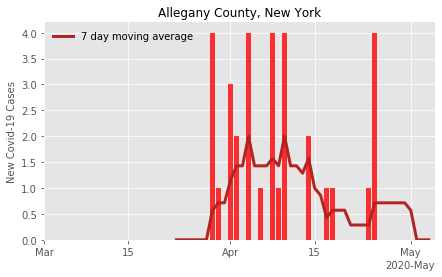 Allegany County, New York
7 day moving average
New Covid-19 Cases
4.0
3.5
3.0
2.5
2.0
1.5
1.0
0.5
0.0
Mar
15
Apr
15
May
2020-May